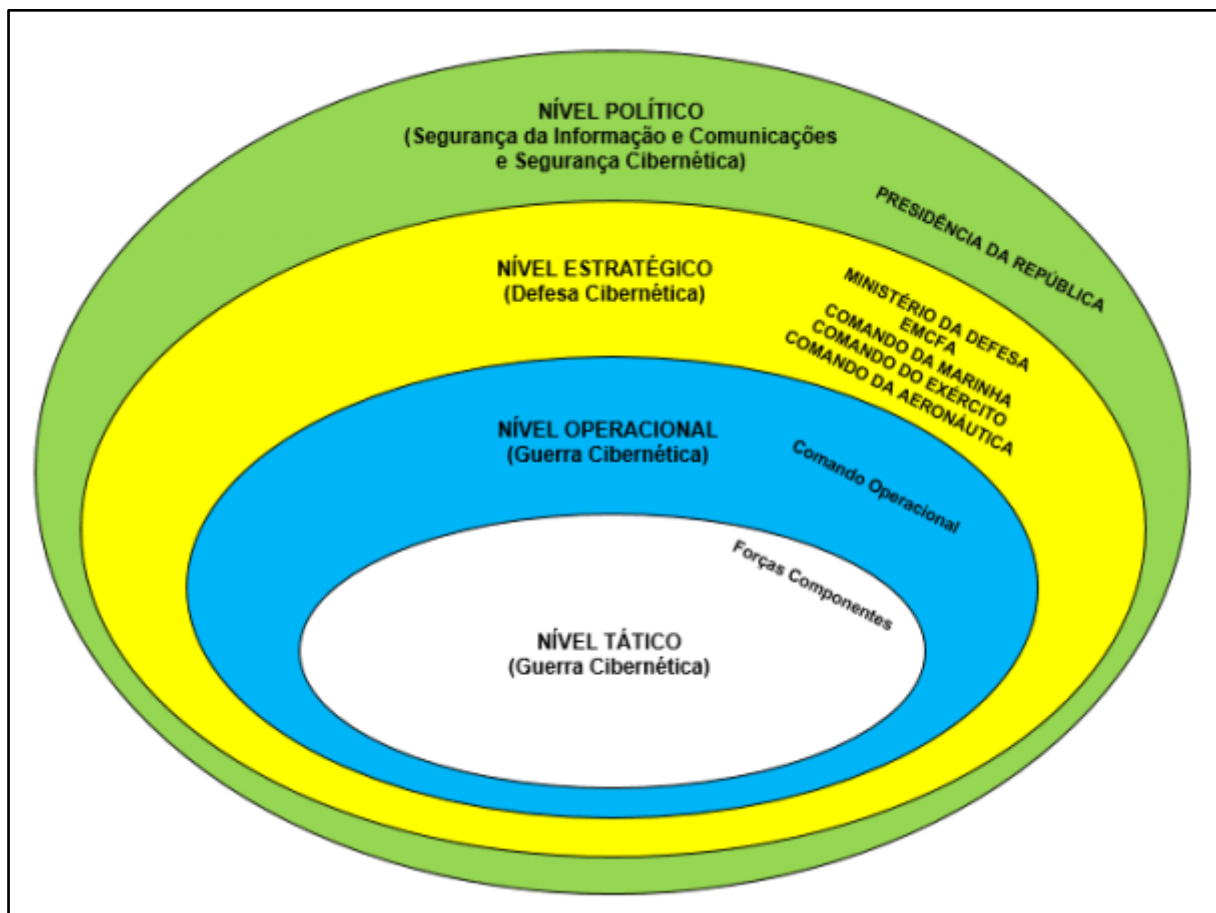 NÍVEL POLÍTICO
(Segurança da Informação e Comunicações
e Segurança Cibernética)
PRESIDÊNCIA DA REPÚBLICA
NÍVEL ESTRATÉGICO
(Defesa Cibernética)
MINISTÉRIO DA DEFESA
EMCFA
COMANDO DA MARINHA
COMANDO DO EXÉRCITO
COMANDO DA AERONÁUTICA
NÍVEL OPERACIONAL
(Guerra Cibernética)
Comando Operacional
Forças Componentes
NÍVEL TÁTICO
(Guerra Cibernética)